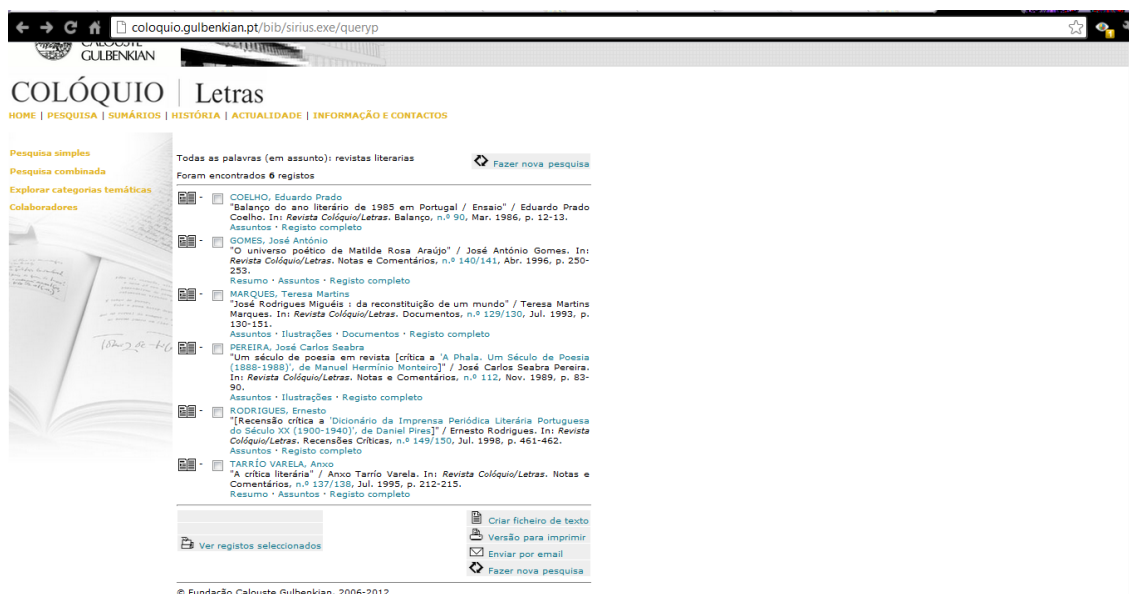 coloquio.gulbenkian.pt/bib/sirius.exe/queryp
CALOUSTE
GULBENKIAN
COLÓQUIO | Letras
HOME | PESQUISA | SUMÁRIOS | HISTÓRIA | ACTUALIDADE | INFORMAÇÃO E CONTACTOS
Pesquisa simples
Pesquisa combinada
Explorar categorias temáticas
Colaboradores
Todas as palavras (em assunto): revistas literarias
Fazer nova pesquisa
Foram encontrados 6 registos
COELHO, Eduardo Prado
"Balanço do ano literário de 1985 em Portugal / Ensaio" / Eduardo Prado
Coelho. In: Revista Colóquio/Letras. Balanço, n.º 90, Mar. 1986, p. 12-13.
Assuntos · Registo completo
GOMES, José António
"O universo poético de Matilde Rosa Araújo" / José António Gomes. In:
Revista Colóquio/Letras. Notas e Comentários, n.º 140/141, Abr. 1996, p. 250-
253.
Resumo · Assuntos · Registo completo
MARQUES, Teresa Martins
"José Rodrigues Miguéis : da reconstituição de um mundo" / Teresa Martins
Marques. In: Revista Colóquio/Letras. Documentos, n.º 129/130, Jul. 1993, p.
130-151.
Assuntos · Ilustrações · Documentos · Registo completo
PEREIRA, José Carlos Seabra
"Um século de poesia em revista [crítica a 'A Phala. Um Século de Poesia
(1888-1988)', de Manuel Hermínio Monteiro]" / José Carlos Seabra Pereira.
In: Revista Colóquio/Letras. Notas e Comentários, n.º 112, Nov. 1989, p. 83-
90.
Assuntos · Ilustrações · Registo completo
RODRIGUES, Ernesto
"[Recensão crítica a 'Dicionário da Imprensa Periódica Literária Portuguesa
do Século XX (1900-1940)', de Daniel Pires]" / Ernesto Rodrigues. In: Revista
Colóquio/Letras. Recensões Críticas, n.º 149/150, Jul. 1998, p. 461-462.
Assuntos · Registo completo
TARRÍO VARELA, Anxo
"A crítica literária" / Anxo Tarrío Varela. In: Revista Colóquio/Letras. Notas e
Comentários, n.º 137/138, Jul. 1995, p. 212-215.
Resumo · Assuntos · Registo completo
Ver registos seleccionados
Criar ficheiro de texto
Versão para imprimir
Enviar por email
Fazer nova pesquisa
© Fundação Calouste Gulbenkian, 2006-2012